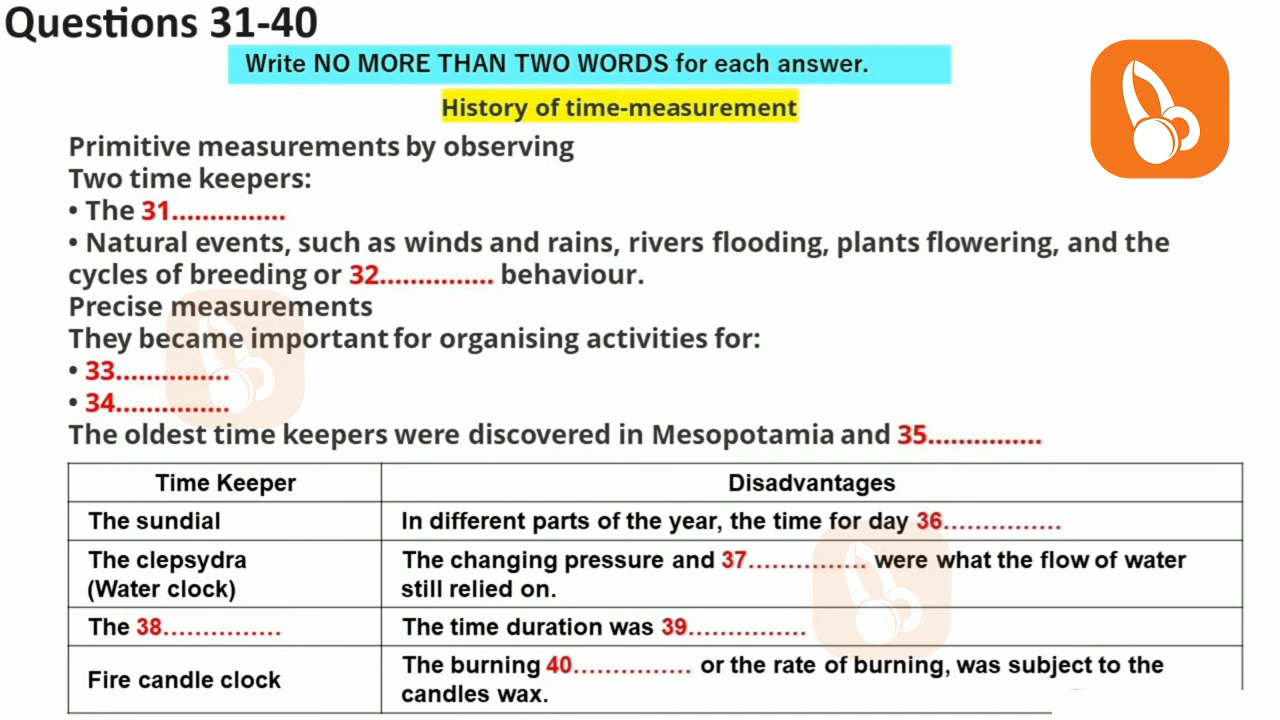 Questions 31-40
Write NO MORE THAN TWO WORDS for each answer.
History of time-measurement
Primitive measurements by observing
Two time keepers:
• The 31...............
• Natural events, such as winds and rains, rivers flooding, plants flowering, and the
cycles of breeding or 32............... behaviour.
Precise measurements
They became important for organising activities for:
• 33...............
• 34...............
The oldest time keepers were discovered in Mesopotamia and 35...............
Time Keeper
Disadvantages
The sundial
In different parts of the year, the time for day 36……………
The clepsydra
(Water clock)
The changing pressure and 37…………… were what the flow of water
still relied on.
The 38……………
The time duration was 39……………
Fire candle clock
The burning 40…………… or the rate of burning, was subject to the
candles wax.